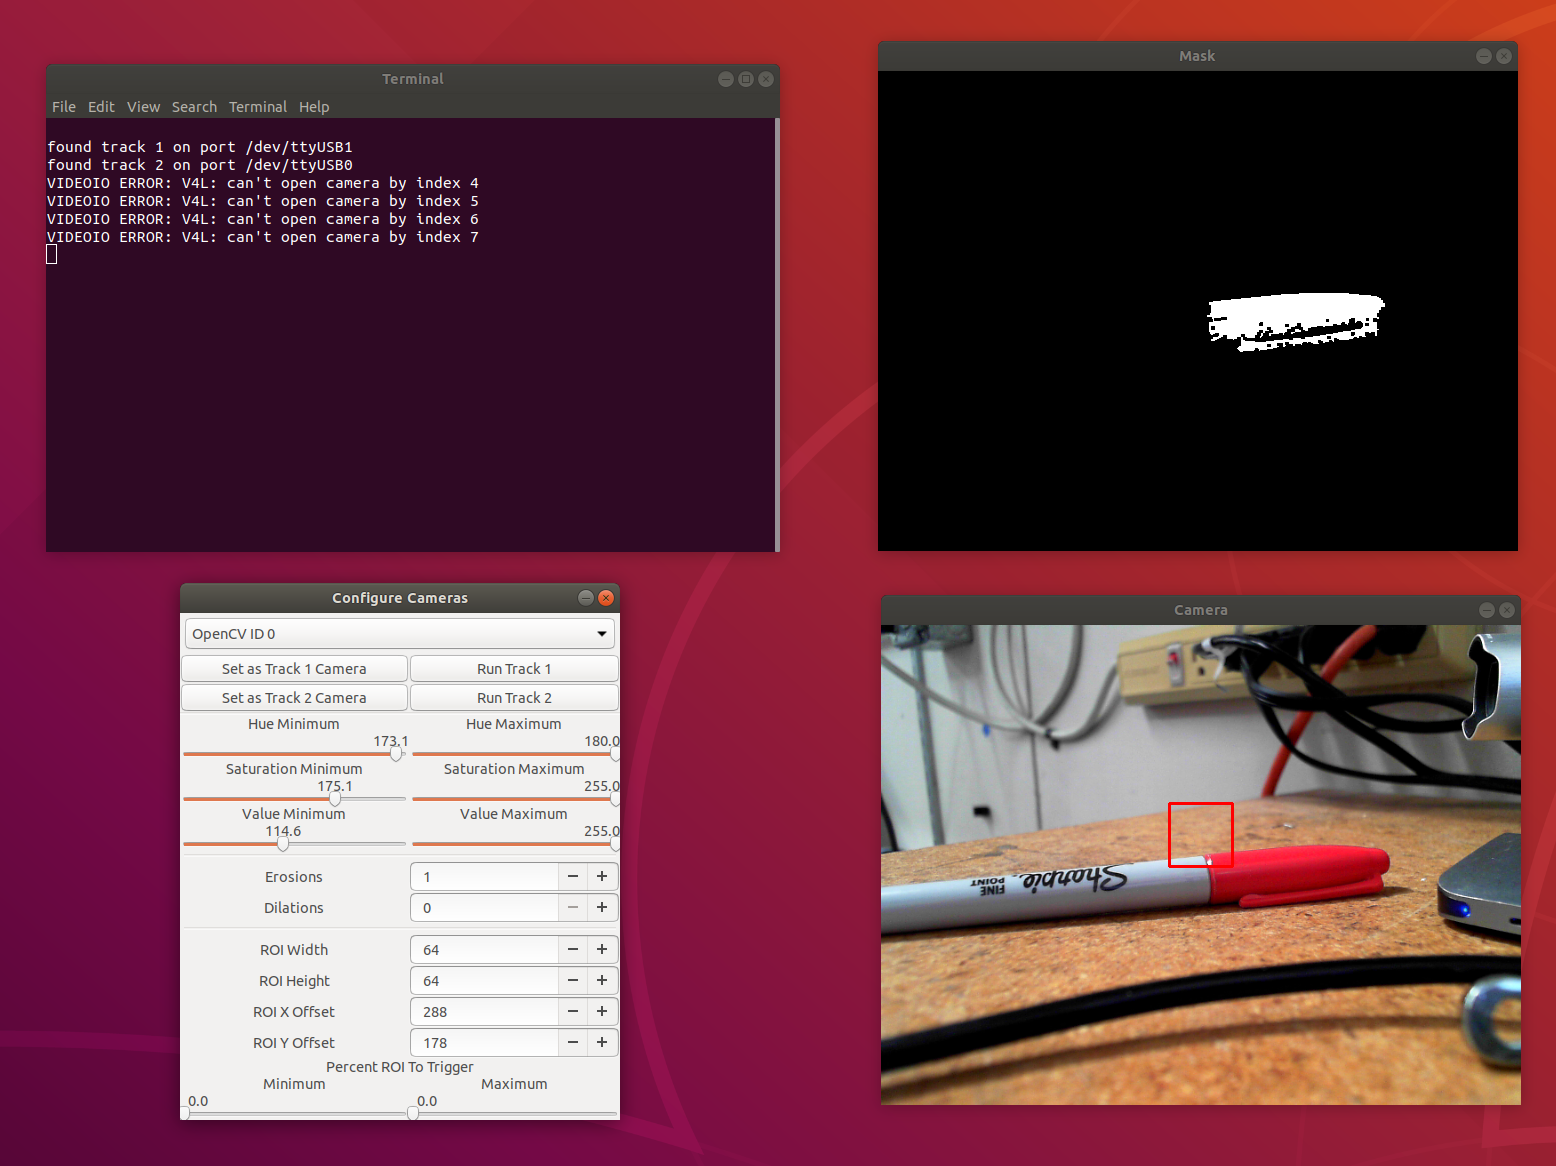 Terminal
File Edit View Search Terminal Help
found track 1 on port /dev/ttyUSB1
found track 2 on port /dev/ttyUSB0
VIDEOIO ERROR: V4L: can't open camera by index 4
VIDEOIO ERROR: V4L: can't open camera by index 5
VIDEOIO ERROR: V4L: can't open camera by index 6
VIDEOIO ERROR: V4L: can't open camera by index 7
Mask
Configure Cameras
OpenCV ID 0
Set as Track 1 Camera Run Track 1
Set as Track 2 Camera Run Track 2
Hue Minimum Hue Maximum
173.1 180.0
Saturation Minimum Saturation Maximum
175.1 255.0
Value Minimum Value Maximum
114.6 255.0
Erosions 1
Dilations 0
ROI Width 64
ROI Height 64
ROI X Offset 288
ROI Y Offset 178
Percent ROI To Trigger
Minimum Maximum
0.0 0.0
Camera
Sharpie
FINE
POINT